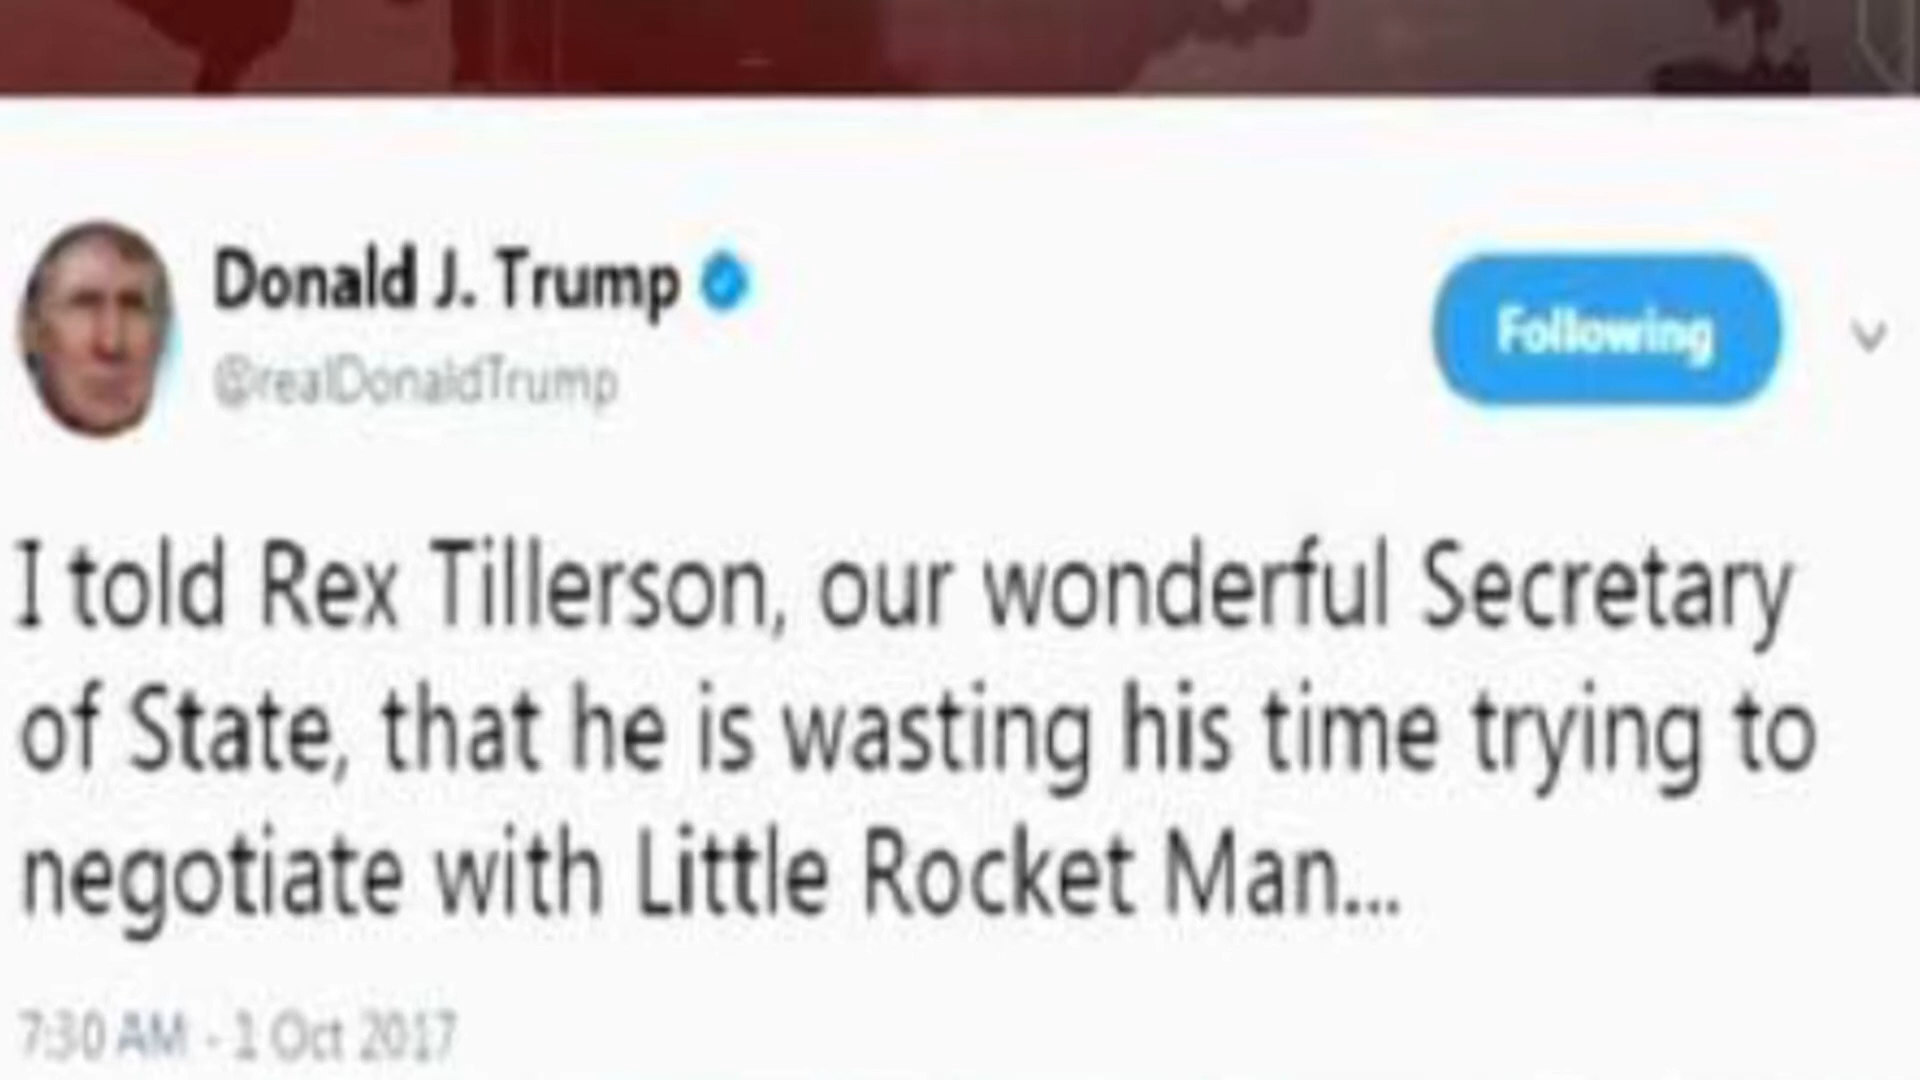 Donald J. Trump
@realDonaldTrump
Following
I told Rex Tillerson, our wonderful Secretary
of State, that he is wasting his time trying to
negotiate with Little Rocket Man...
7:30 AM - 1 Oct 2017